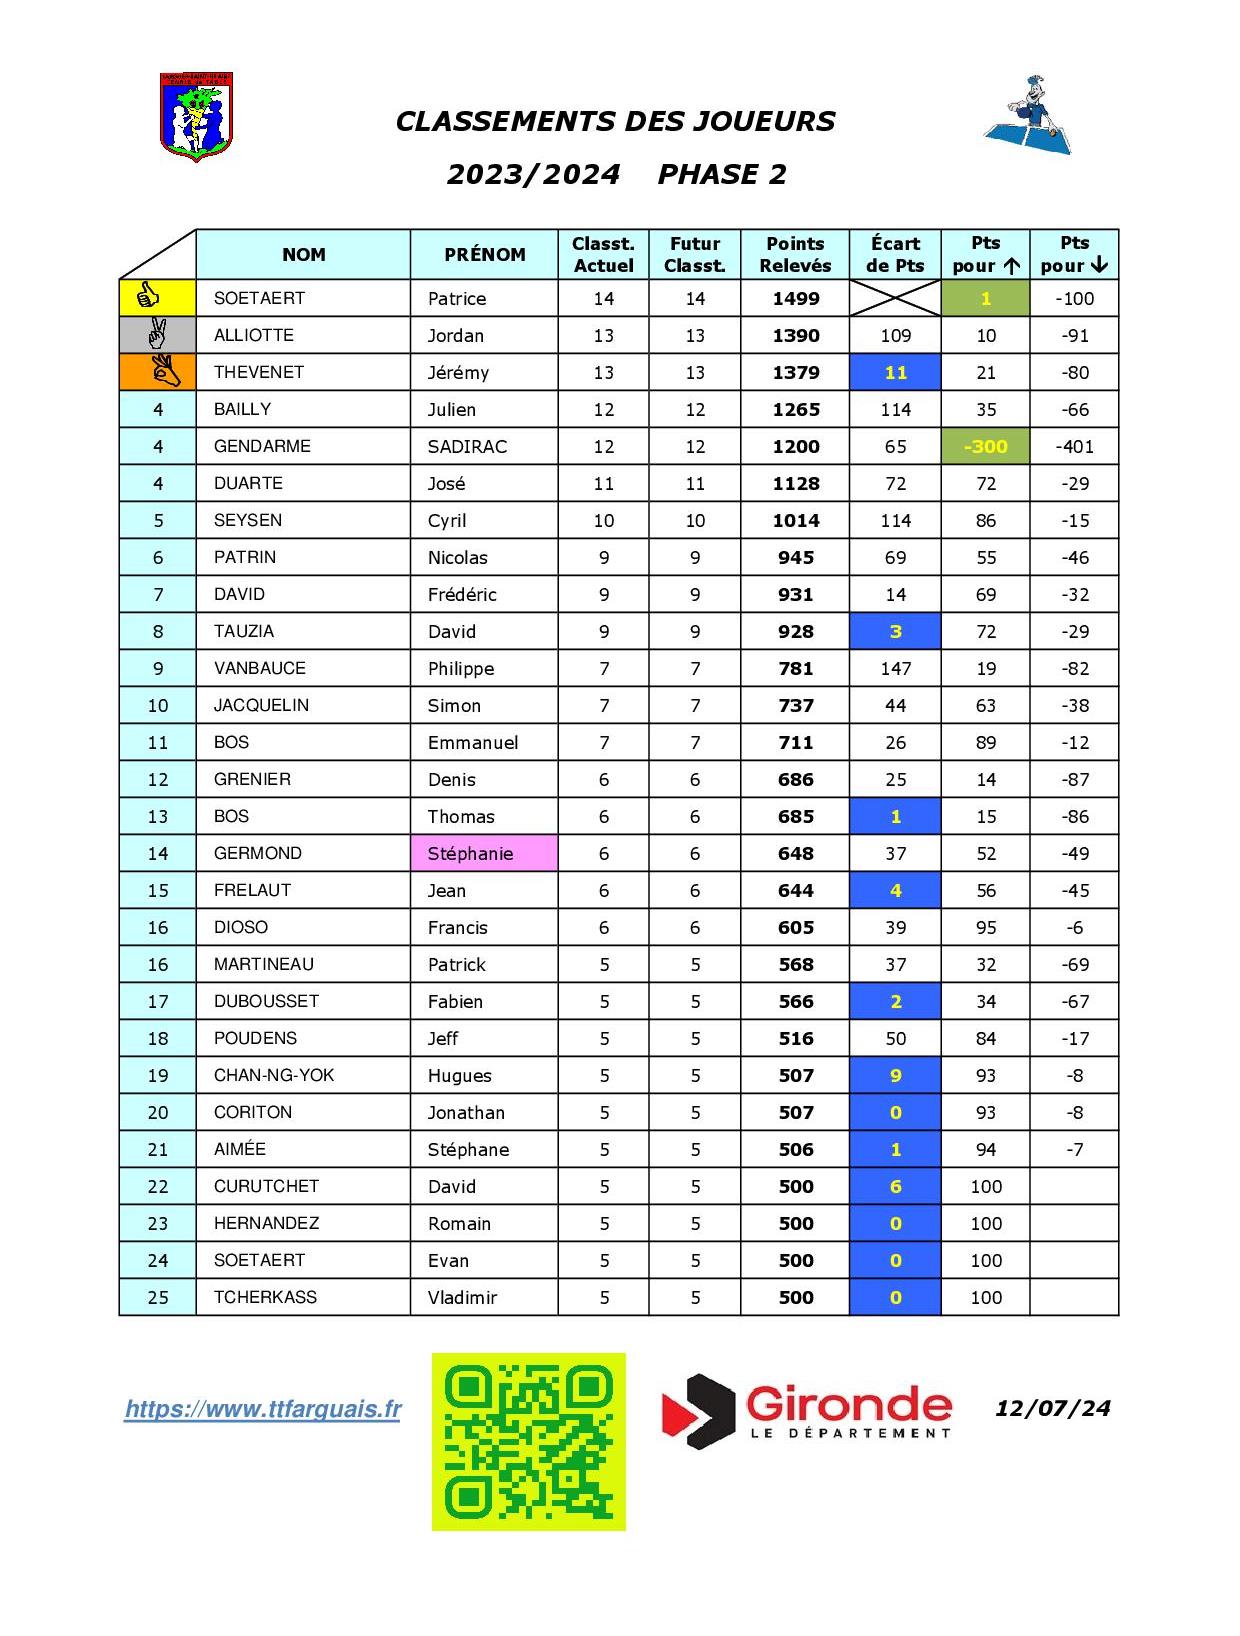 CLASSEMENTS DES JOUEURS
2023/2024 PHASE 2
NOM PRÉNOM Classt. Actuel Futur Classt. Points Relevés Écart de Pts Pts pour ↑ Pts pour ↓
SOETAERT Patrice 14 14 1499 1 -100
ALLIOTTE Jordan 13 13 1390 109 10 -91
THEVENET Jérémy 13 13 1379 11 21 -80
4 BAILLY Julien 12 12 1265 114 35 -66
4 GENDARME SADIRAC 12 12 1200 65 -300 -401
4 DUARTE José 11 11 1128 72 72 -29
5 SEYSEN Cyril 10 10 1014 114 86 -15
6 PATRIN Nicolas 9 9 945 69 55 -46
7 DAVID Frédéric 9 9 931 14 69 -32
8 TAUZIA David 9 9 928 3 72 -29
9 VANBAUCE Philippe 7 7 781 147 19 -82
10 JACQUELIN Simon 7 7 737 44 63 -38
11 BOS Emmanuel 7 7 711 26 89 -12
12 GRENIER Denis 6 6 686 25 14 -87
13 BOS Thomas 6 6 685 1 15 -86
14 GERMOND Stéphanie 6 6 648 37 52 -49
15 FRELAUT Jean 6 6 644 4 56 -45
16 DIOSO Francis 6 6 605 39 95 -6
16 MARTINEAU Patrick 5 5 568 37 32 -69
17 DUBOUSSET Fabien 5 5 566 2 34 -67
18 POUDENS Jeff 5 5 516 50 84 -17
19 CHAN-NG-YOK Hugues 5 5 507 9 93 -8
20 CORITON Jonathan 5 5 507 0 93 -8
21 AIMÉE Stéphane 5 5 506 1 94 -7
22 CURUTCHET David 5 5 500 6 100
23 HERNANDEZ Romain 5 5 500 0 100
24 SOETAERT Evan 5 5 500 0 100
25 TCHERKASS Vladimir 5 5 500 0 100
https://www.ttfarguais.fr
Gironde
LE DÉPARTEMENT
12/07/24